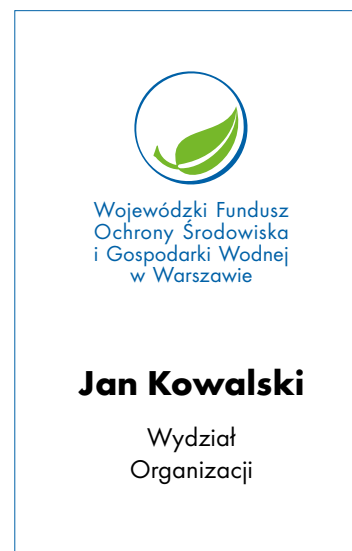 Wojewódzki Fundusz
Ochrony Środowiska
i Gospodarki Wodnej
w Warszawie
Jan Kowalski
Wydział
Organizacji